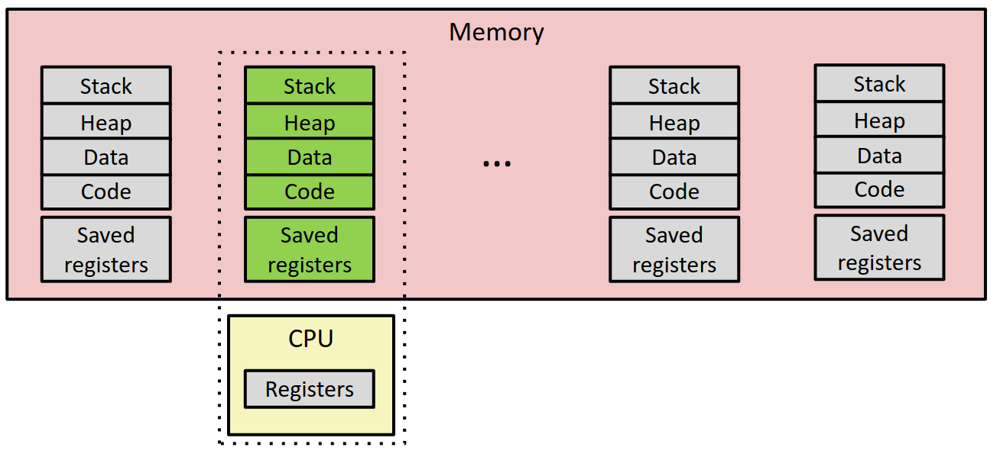 Memory
Stack
Heap
Data
Code
Saved
registers
Stack
Heap
Data
Code
Saved
registers
...
Stack
Heap
Data
Code
Saved
registers
Stack
Heap
Data
Code
Saved
registers
CPU
Registers